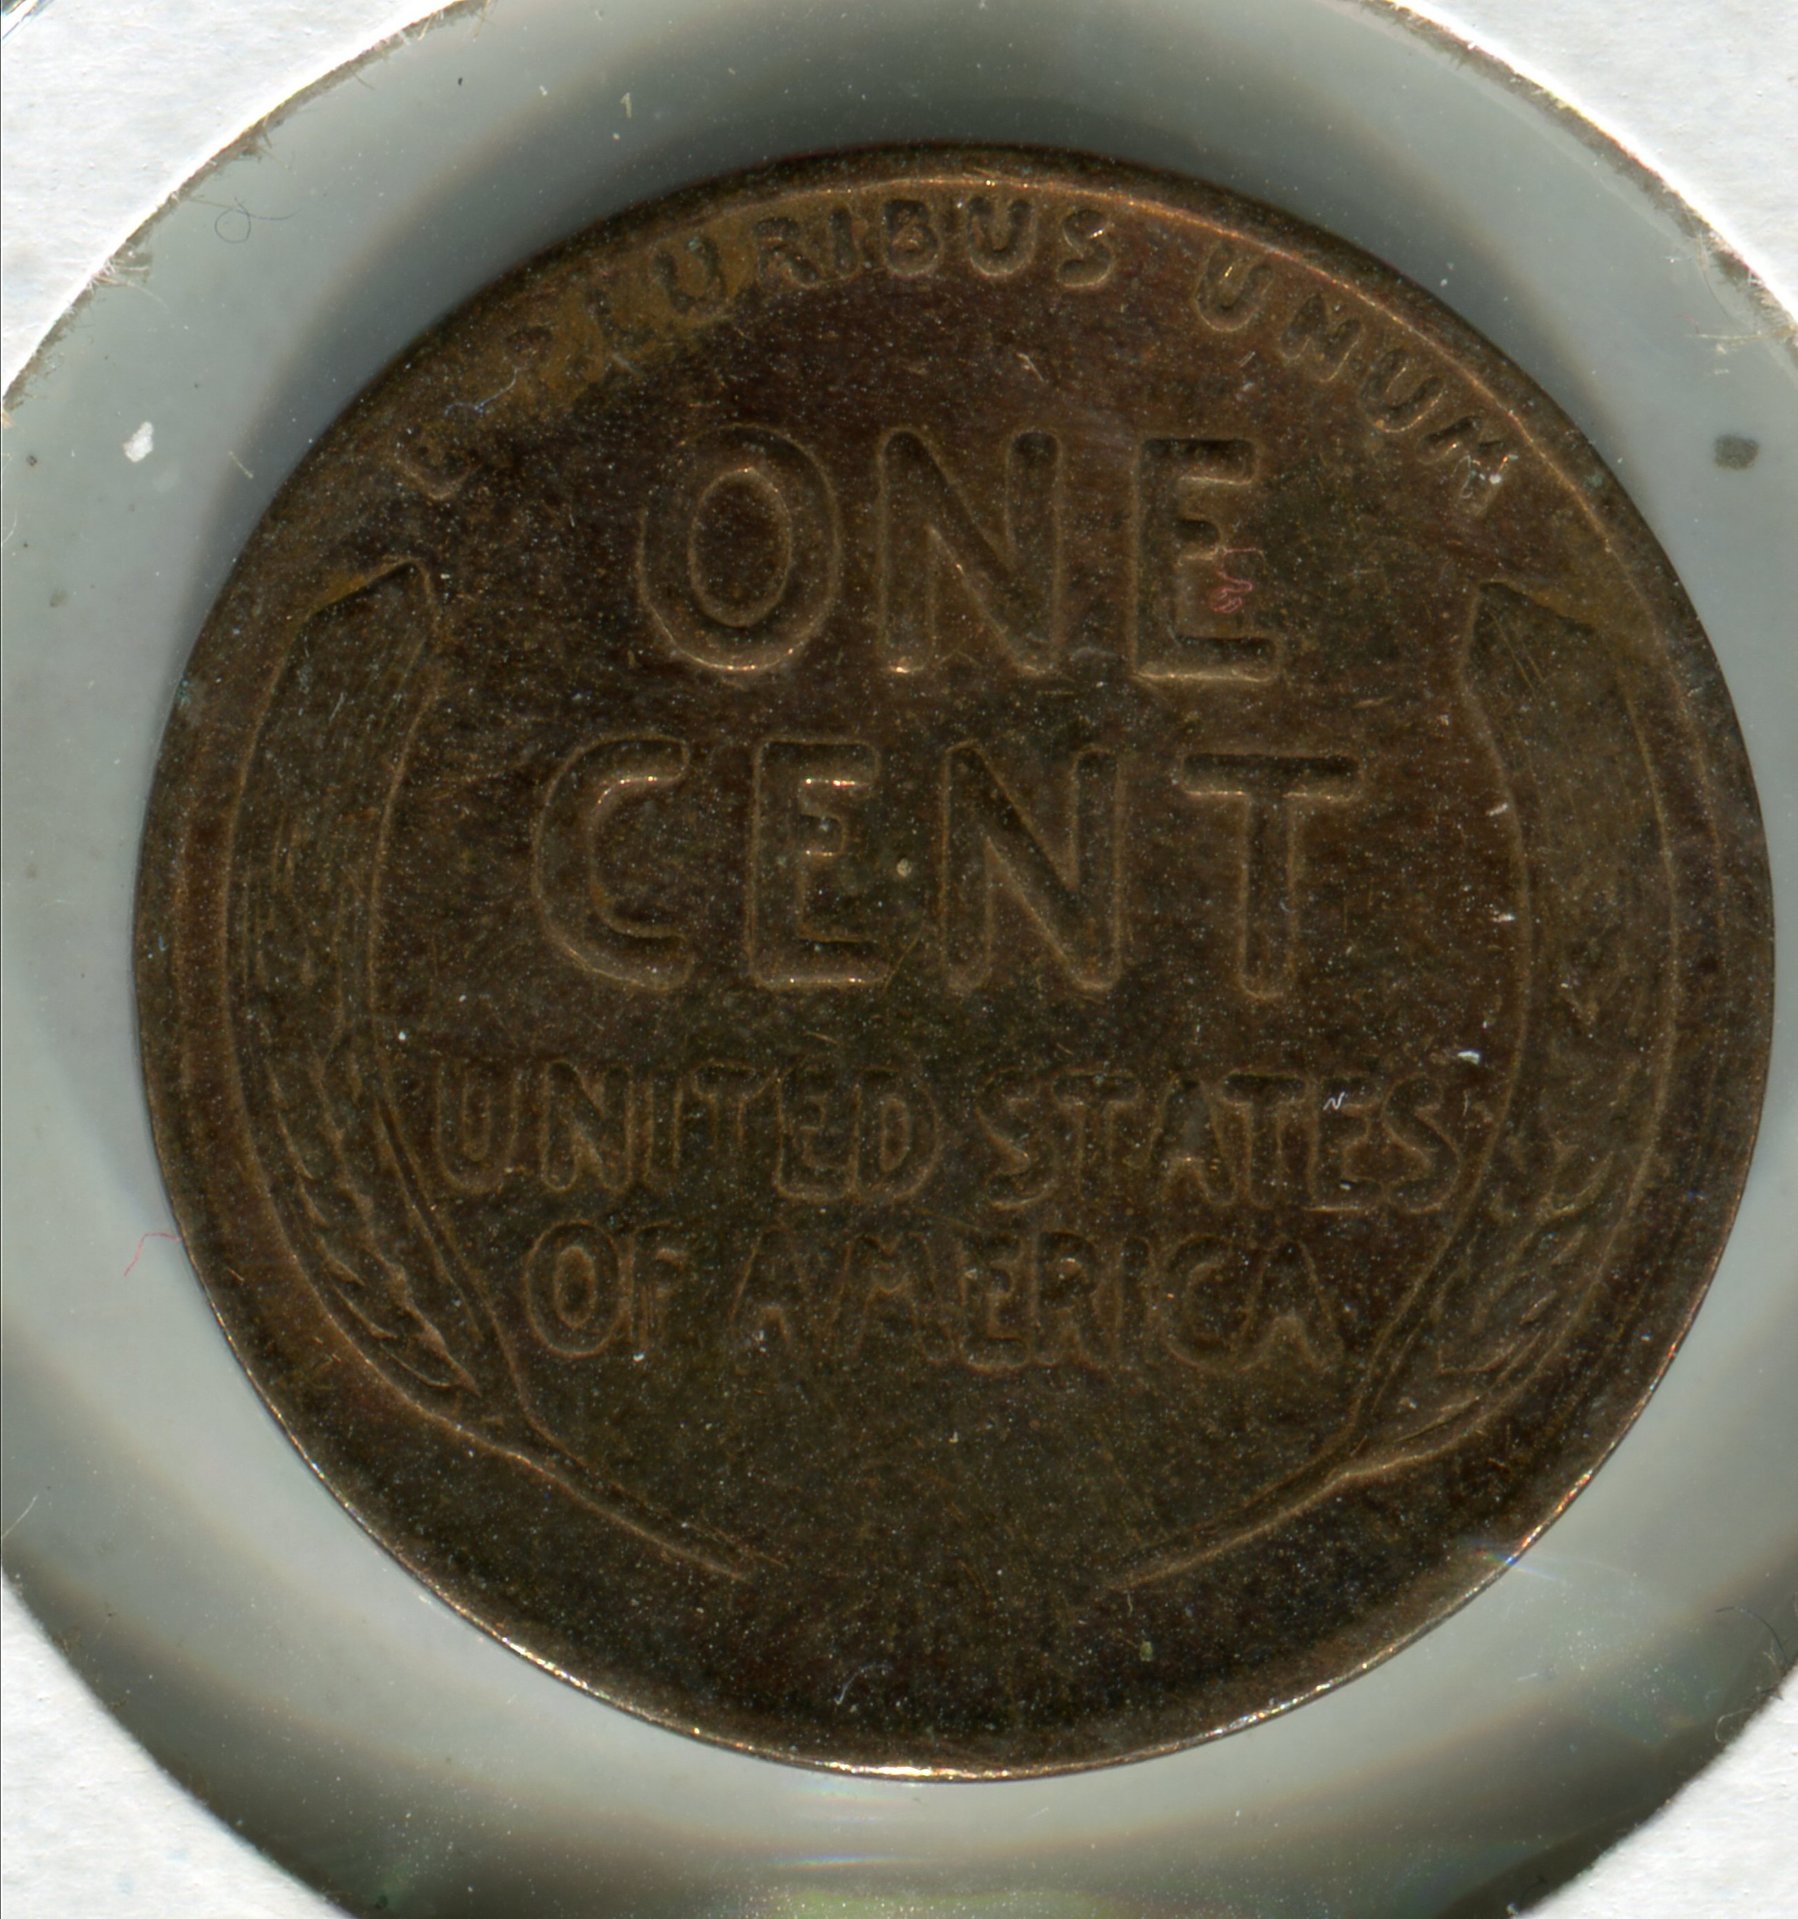 E PLURIBUS UNUM
ONE
CENT
UNITED STATES
OF AMERICA